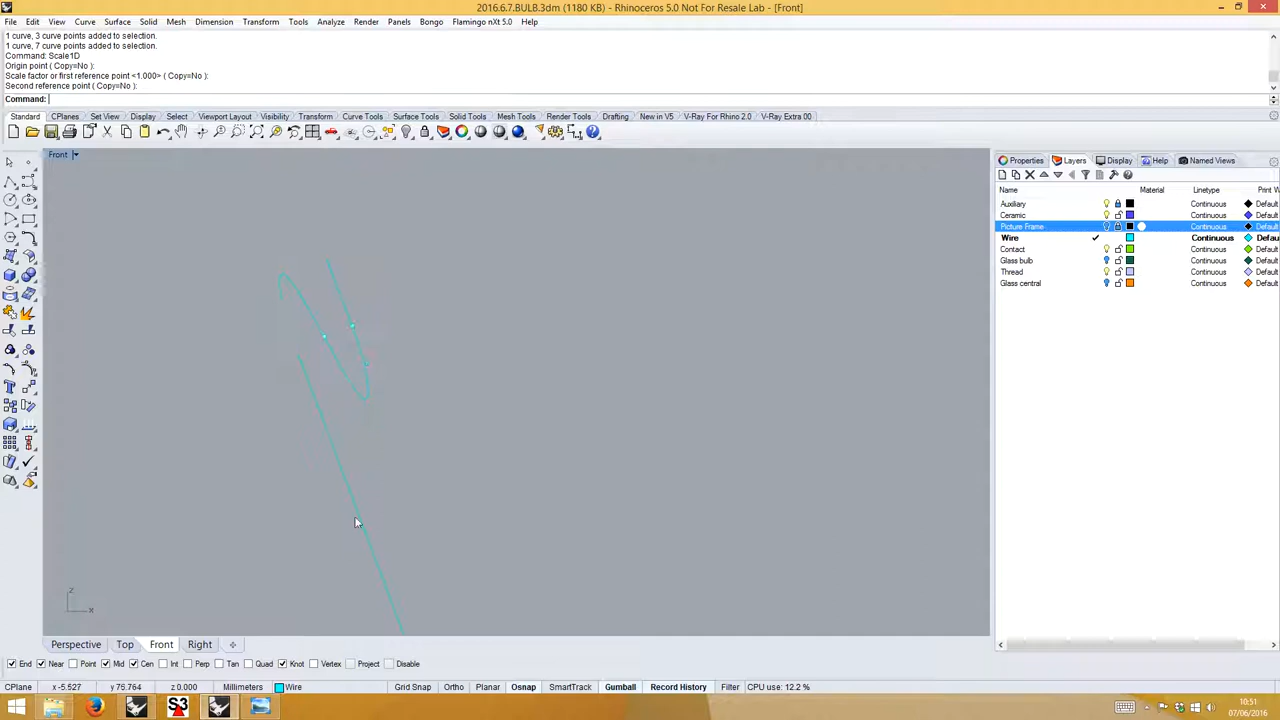 2016.6.7.BULB.3dm (1180 KB) - Rhinoceros 5.0 Not For Resale Lab - [Front]
File Edit View Curve Surface Solid Mesh Dimension Transform Tools Analyze Render Panels Bongo Flamingo nXt 5.0 Help
1 curve, 3 curve points added to selection.
1 curve, 7 curve points added to selection.
Command: Scale1D
Origin point ( Copy=No ):
Scale factor or first reference point <1.000> ( Copy=No ):
Second reference point ( Copy=No ):
Command:
Standard CPlanes Set View Display Select Viewport Layout Visibility Transform Curve Tools Surface Tools Solid Tools Mesh Tools Render Tools Drafting New in V5 V-Ray For Rhino 2.0 V-Ray Extra 00
Front
Properties Layers Display Help Named Views
Name Material Linetype Print W
Auxiliary Continuous Default
Ceramic Continuous Default
Picture Frame Continuous Default
Wire Continuous Defau
Contact Continuous Default
Glass bulb Continuous Default
Thread Continuous Default
Glass central Continuous Default
z
x
Perspective Top Front Right
End Near Point Mid Cen Int Perp Tan Quad Knot Vertex Project Disable
CPlane x -5.527 y 76.764 z 0.000 Millimeters Wire Grid Snap Ortho Planar Osnap SmartTrack Gumball Record History Filter CPU use: 12.2 %
S3
10:51
07/06/2016